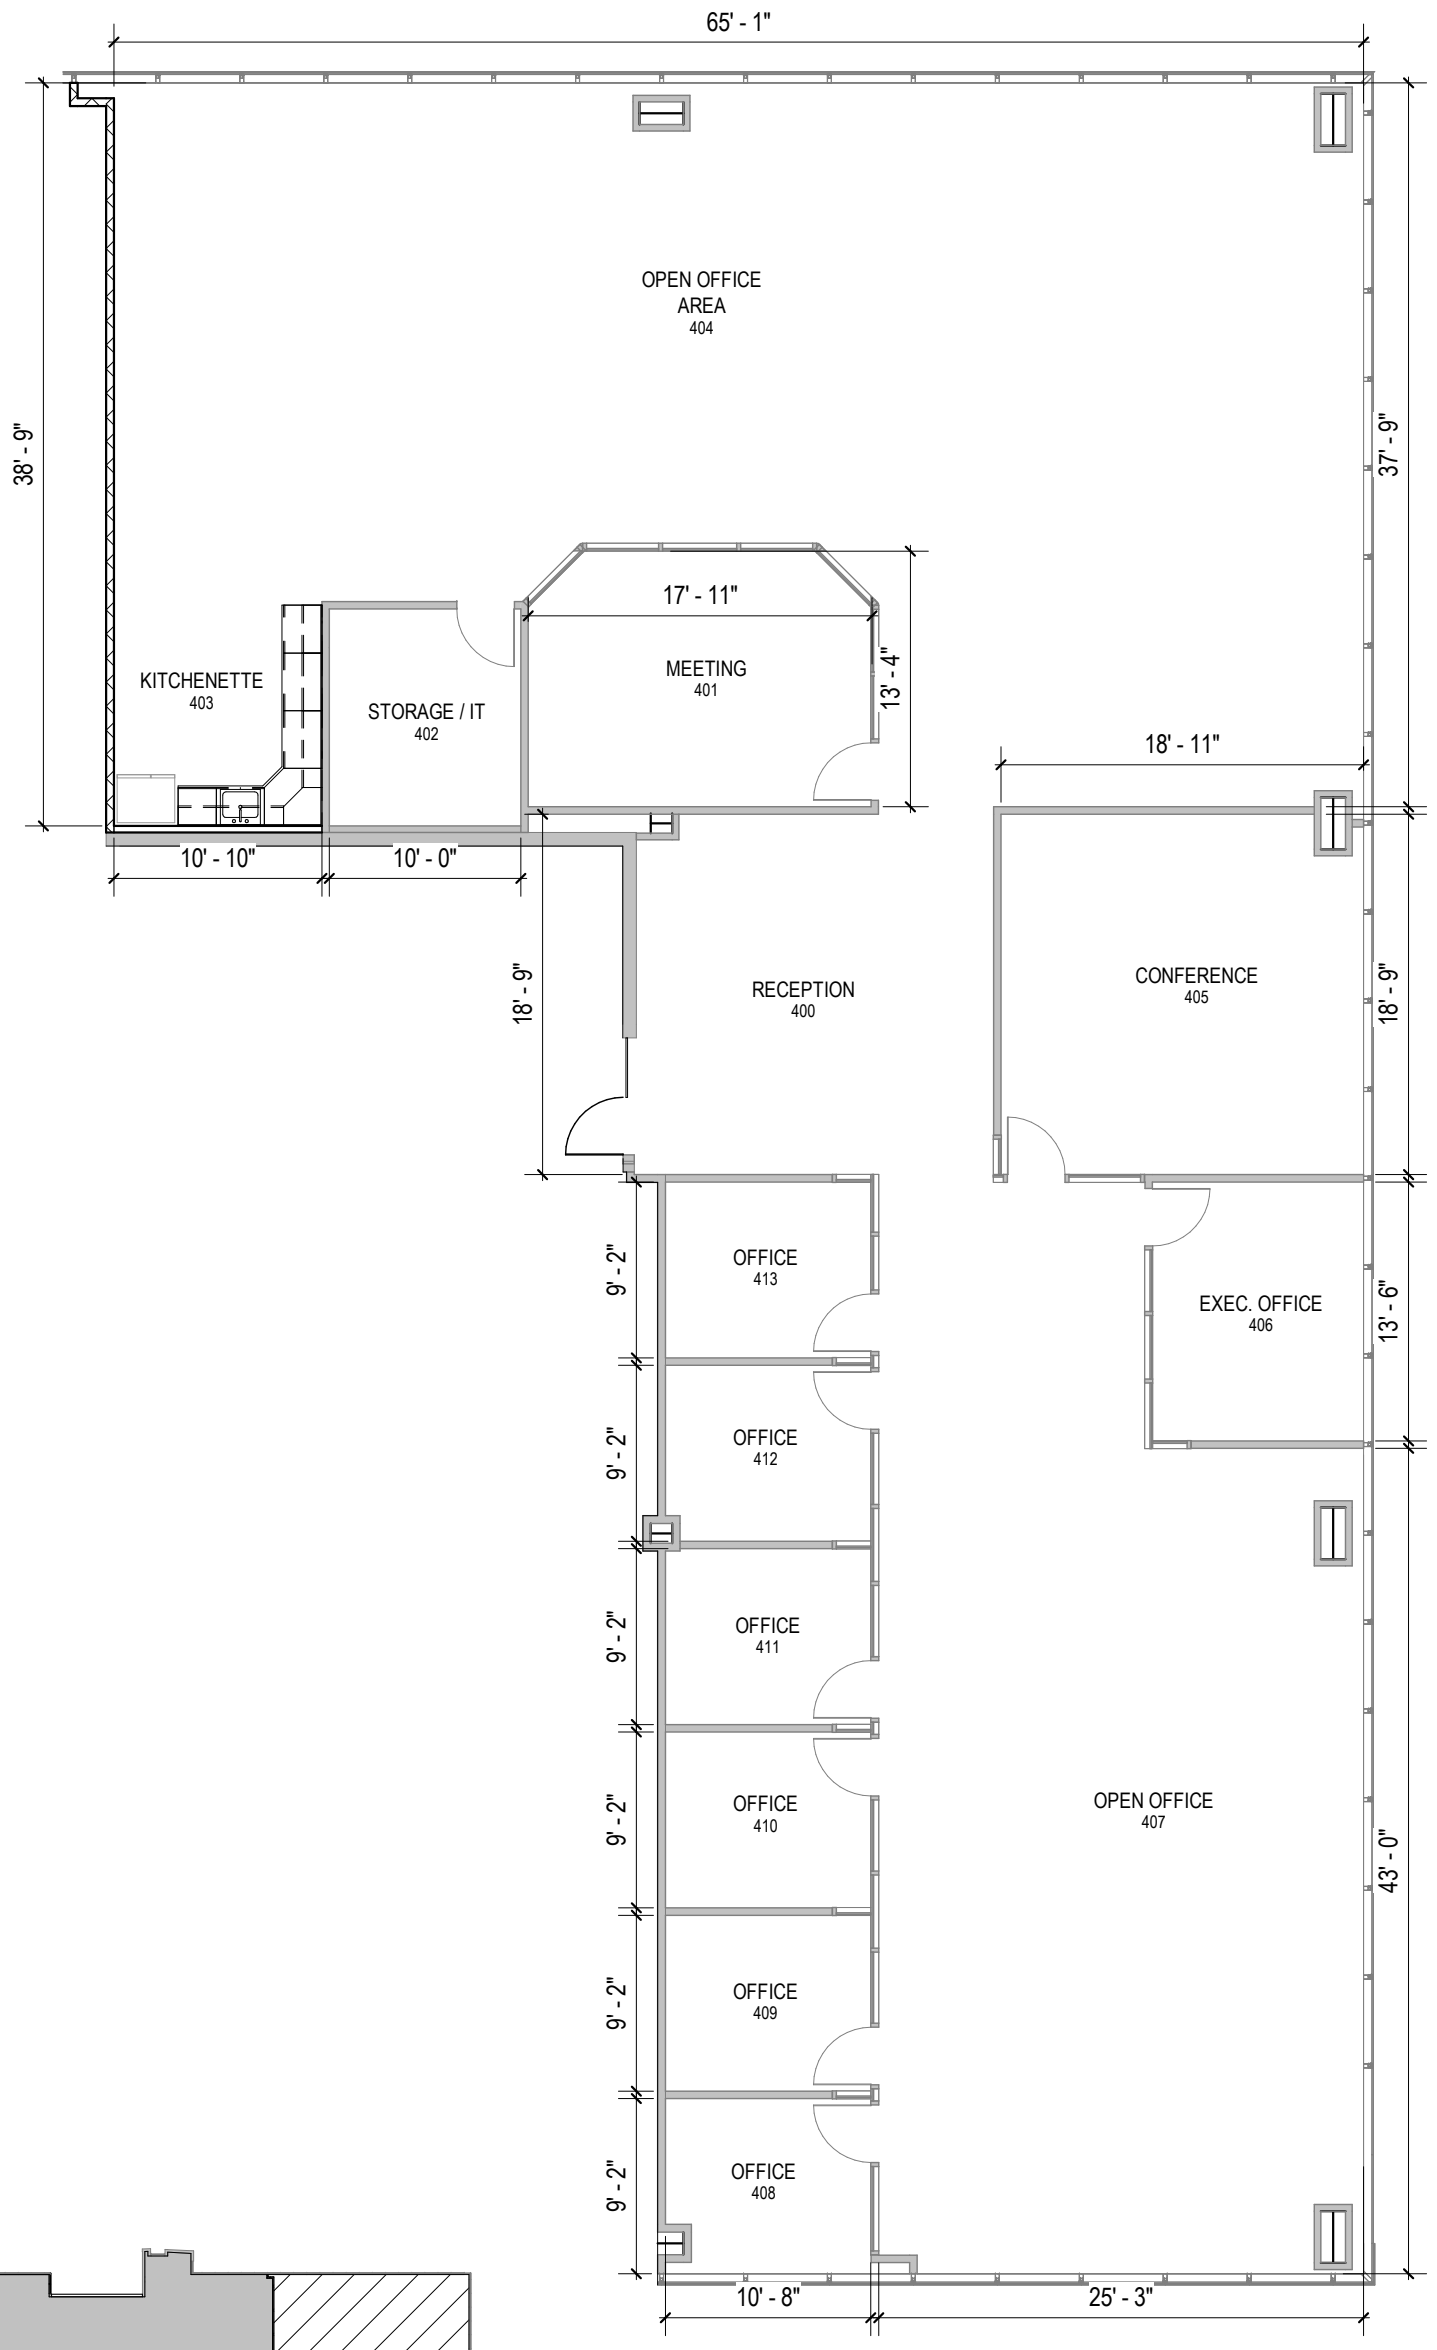 65' - 1"
OPEN OFFICE
AREA
404
38' - 9"
37' - 9"
17' - 11"
MEETING
401
13' - 4"
KITCHENETTE
403
STORAGE / IT
402
18' - 11"
10' - 10"
10' - 0"
18' - 9"
RECEPTION
400
CONFERENCE
405
18' - 9"
9' - 2"
OFFICE
413
EXEC. OFFICE
406
13' - 6"
9' - 2"
OFFICE
412
9' - 2"
OFFICE
411
9' - 2"
OFFICE
410
OPEN OFFICE
407
43' - 0"
9' - 2"
OFFICE
409
9' - 2"
OFFICE
408
10' - 8"
25' - 3"